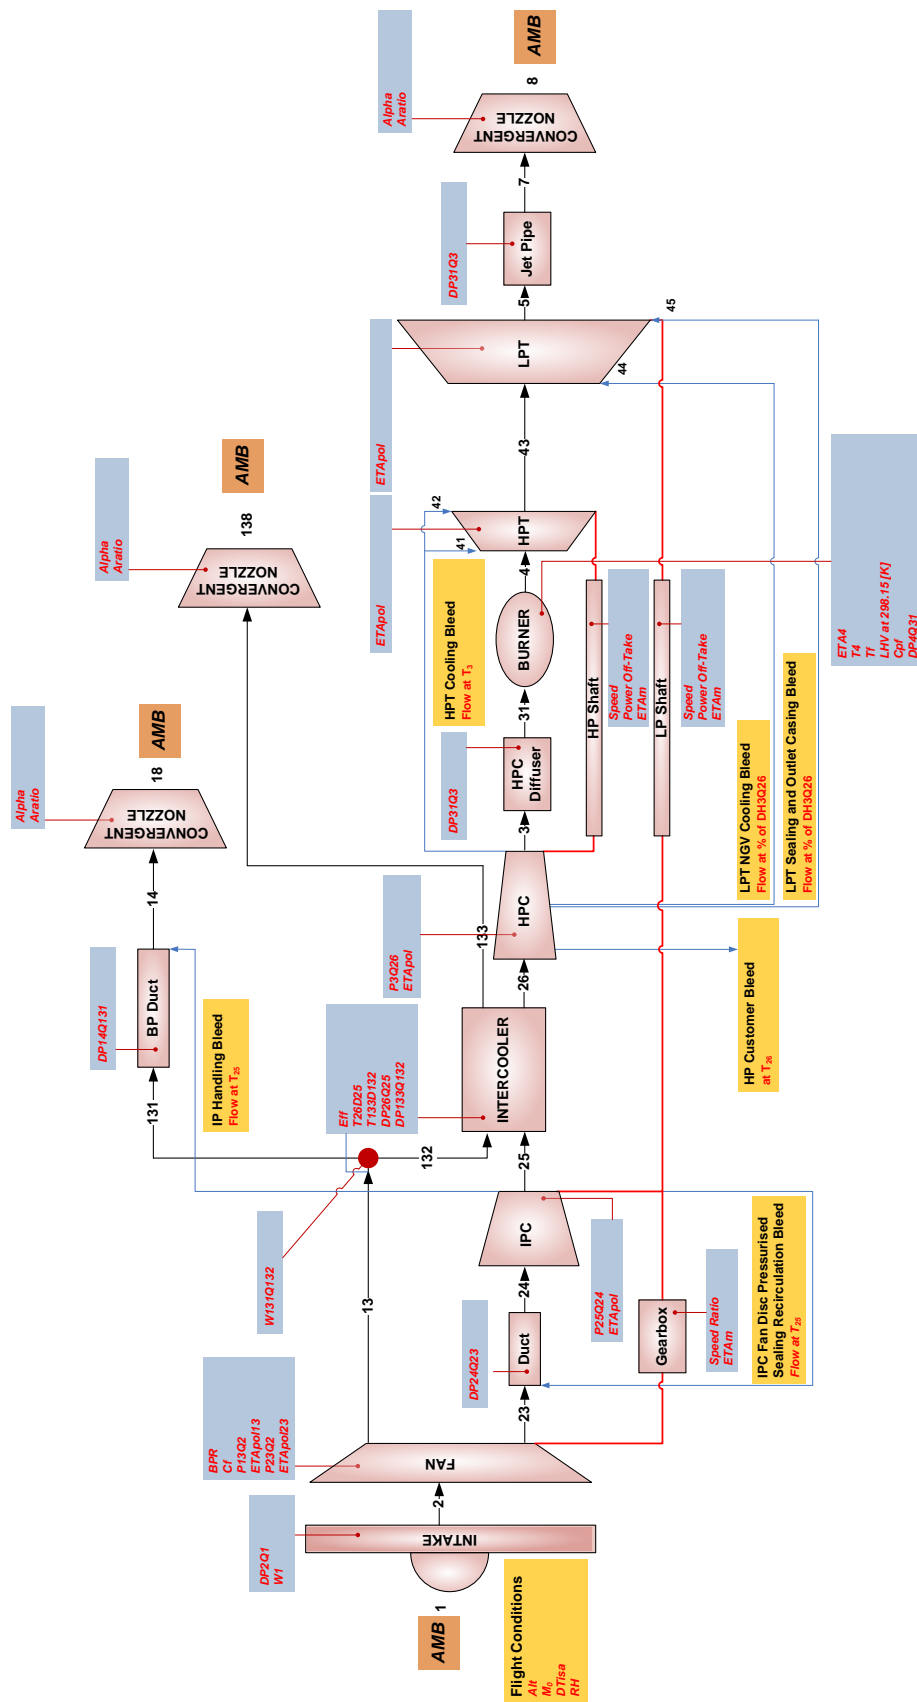 AMB
1
Flight Conditions
Alt
M0
DTisa
RH
DP2Q1
W1
INTAKE
2
BPR
Cf
P13Q2
ETApol13
P23Q2
ETApol23
FAN
13
23
DP24Q23
Duct
24
Gearbox
Speed Ratio
ETAm
IPC Fan Disc Pressurised
Sealing Recirculation Bleed
Flow at T25
P25Q24
ETApol
IPC
25
W131Q132
131
132
IP Handling Bleed
Flow at T25
DP14Q131
BP Duct
14
Alpha
Aratio
CONVERGENT
NOZZLE
18
AMB
Eff
T26D25
T133D132
DP26Q25
DP133Q132
INTERCOOLER
26
133
P3Q26
ETApol
HPC
HP Customer Bleed
at T26
3
DP31Q3
HPC
Diffuser
31
BURNER
4
ETA4
T4
Tf
LHV at 298.15 [K]
Cpf
DP4Q31
HPT Cooling Bleed
Flow at T3
HP Shaft
Speed
Power Off-Take
ETAm
LP Shaft
Speed
Power Off-Take
ETAm
LPT NGV Cooling Bleed
Flow at % of DH3Q26
LPT Sealing and Outlet Casing Bleed
Flow at % of DH3Q26
Alpha
Aratio
CONVERGENT
NOZZLE
138
AMB
ETApol
41
42
HPT
43
ETApol
44
LPT
45
5
DP31Q3
Jet Pipe
7
Alpha
Aratio
CONVERGENT
NOZZLE
8
AMB